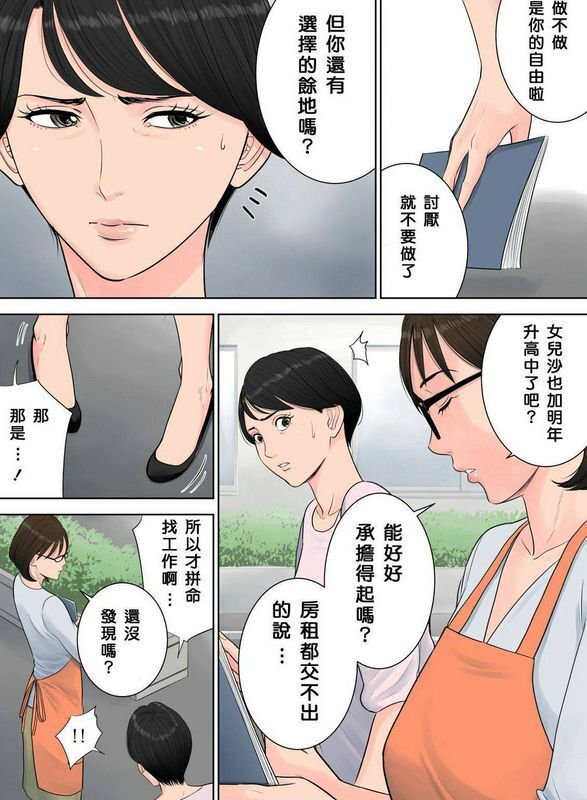 做不做
是你的自由啦
討厭
就不要做了
但你還有
選擇的餘地嗎？
女兒沙也加明年
升高中了吧？
能好好
承擔得起嗎？
房租都交不出
的說…
那
那是…！
所以才拼命
找工作啊…
還沒
發現嗎？
!!